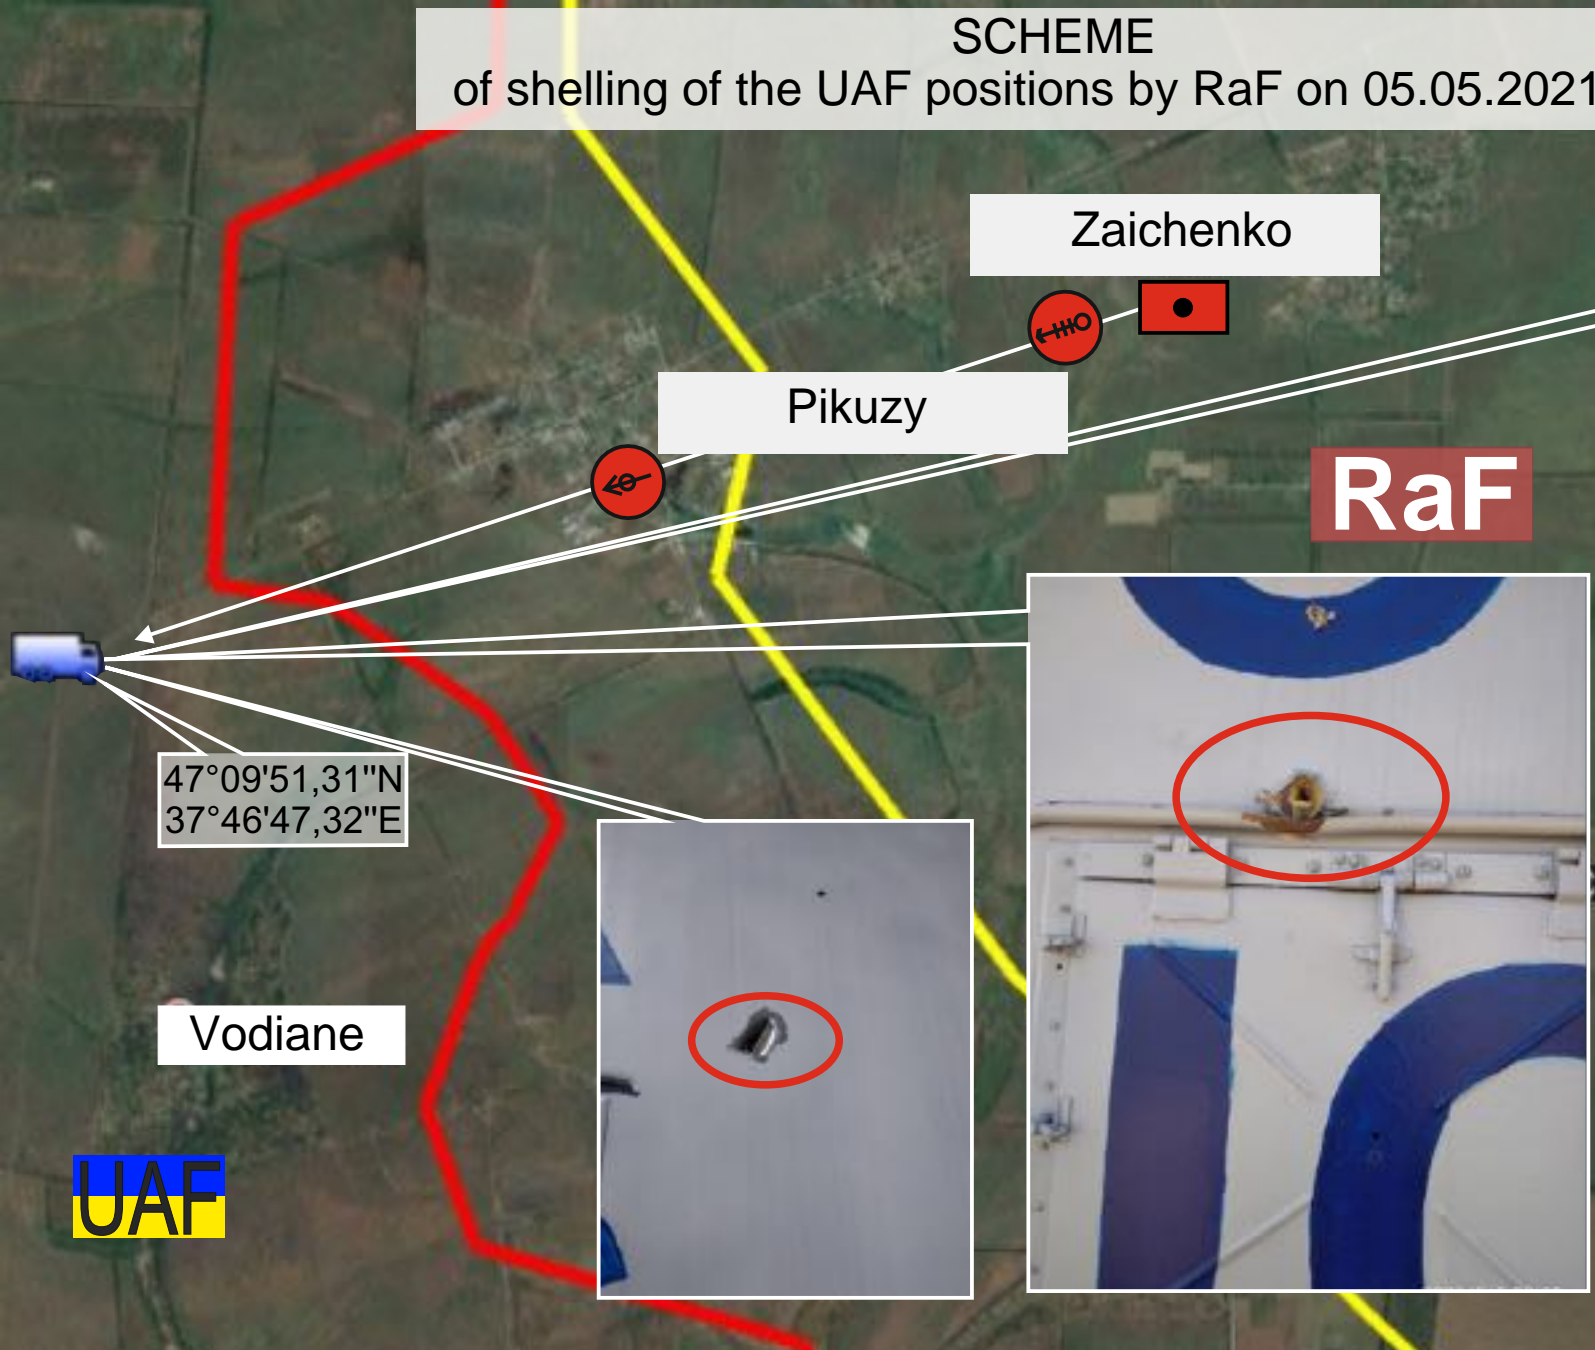 SCHEME
of shelling of the UAF positions by RaF on 05.05.2021
Zaichenko
Pikuzy
RaF
47°09'51,31"N
37°46'47,32"E
Vodiane
UAF